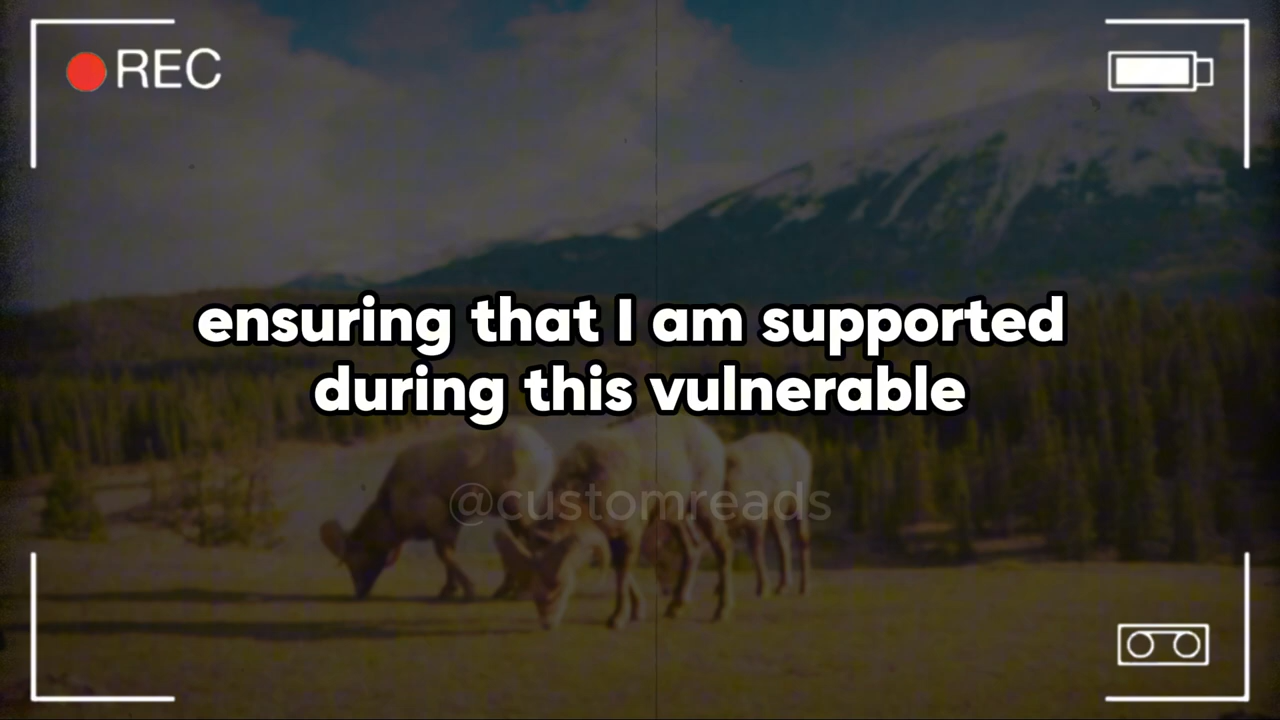 REC
ensuring that I am supported
during this vulnerable
@customreads